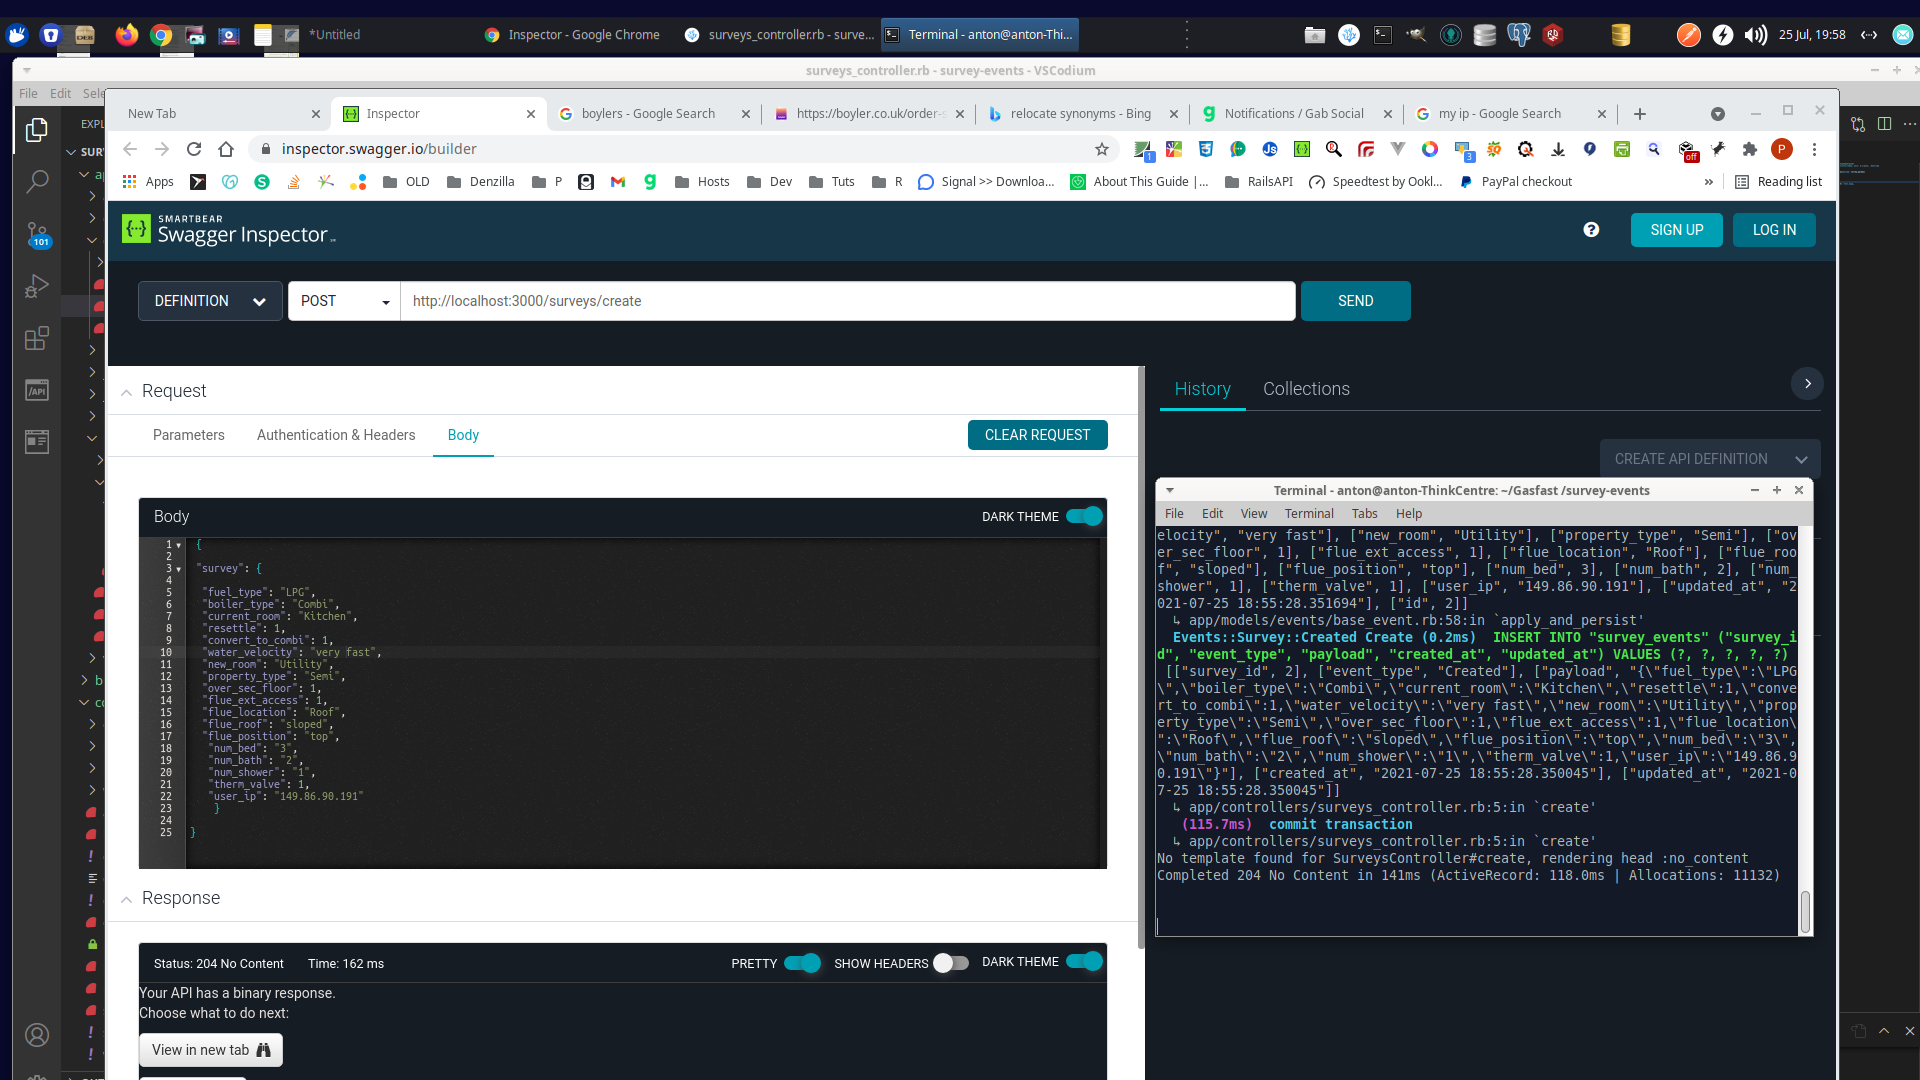 *Untitled
Inspector - Google Chrome
surveys_controller.rb - surve...
Terminal - anton@anton-Thi...
25 Jul, 19:58
surveys_controller.rb - survey-events - VSCodium
File Edit Sele
New Tab
Inspector
boylers - Google Search
https://boyler.co.uk/order-s
relocate synonyms - Bing
Notifications / Gab Social
my ip - Google Search
inspector.swagger.io/builder
1
3
off
P
Apps
OLD
Denzilla
P
Hosts
Dev
Tuts
R
Signal >> Downloa...
About This Guide |...
RailsAPI
Speedtest by Ookl...
PayPal checkout
»
Reading list
EXPL
SUR
101
SMARTBEAR
Swagger Inspector
SIGN UP
LOG IN
DEFINITION
POST
http://localhost:3000/surveys/create
SEND
Request
Parameters
Authentication & Headers
Body
CLEAR REQUEST
History
Collections
CREATE API DEFINITION
Body
DARK THEME
1 {
2
3 "survey": {
4
5 "fuel_type": "LPG",
6 "boiler_type": "Combi",
7 "current_room": "Kitchen",
8 "resettle": 1,
9 "convert_to_combi": 1,
10 "water_velocity": "very fast",
11 "new_room": "Utility",
12 "property_type": "Semi",
13 "over_sec_floor": 1,
14 "flue_ext_access": 1,
15 "flue_location": "Roof",
16 "flue_roof": "sloped",
17 "flue_position": "top",
18 "num_bed": "3",
19 "num_bath": "2",
20 "num_shower": "1",
21 "therm_valve": 1,
22 "user_ip": "149.86.90.191"
23 }
24
25 }
Response
Status: 204 No Content
Time: 162 ms
PRETTY
SHOW HEADERS
DARK THEME
Your API has a binary response.
Choose what to do next:
View in new tab
Terminal - anton@anton-ThinkCentre: ~/Gasfast /survey-events
File Edit View Terminal Tabs Help
elocity", "very fast"], ["new_room", "Utility"], ["property_type", "Semi"], ["ov
er_sec_floor", 1], ["flue_ext_access", 1], ["flue_location", "Roof"], ["flue_roo
f", "sloped"], ["flue_position", "top"], ["num_bed", 3], ["num_bath", 2], ["num_
shower", 1], ["therm_valve", 1], ["user_ip", "149.86.90.191"], ["updated_at", "2
021-07-25 18:55:28.351694"], ["id", 2]]
↳ app/models/events/base_event.rb:58:in `apply_and_persist'
Events::Survey::Created Create (0.2ms) INSERT INTO "survey_events" ("survey_i
d", "event_type", "payload", "created_at", "updated_at") VALUES (?, ?, ?, ?, ?)
[["survey_id", 2], ["event_type", "Created"], ["payload", "{\"fuel_type\":\"LPG
\",\"boiler_type\":\"Combi\",\"current_room\":\"Kitchen\",\"resettle\":1,\"conve
rt_to_combi\":1,\"water_velocity\":\"very fast\",\"new_room\":\"Utility\",\"prop
erty_type\":\"Semi\",\"over_sec_floor\":1,\"flue_ext_access\":1,\"flue_location\
":\"Roof\",\"flue_roof\":\"sloped\",\"flue_position\":\"top\",\"num_bed\":\"3\",
\"num_bath\":\"2\",\"num_shower\":\"1\",\"therm_valve\":1,\"user_ip\":\"149.86.9
0.191\"}"], ["created_at", "2021-07-25 18:55:28.350045"], ["updated_at", "2021-0
7-25 18:55:28.350045"]]
↳ app/controllers/surveys_controller.rb:5:in `create'
(115.7ms) commit transaction
↳ app/controllers/surveys_controller.rb:5:in `create'
No template found for SurveysController#create, rendering head :no_content
Completed 204 No Content in 141ms (ActiveRecord: 118.0ms | Allocations: 11132)